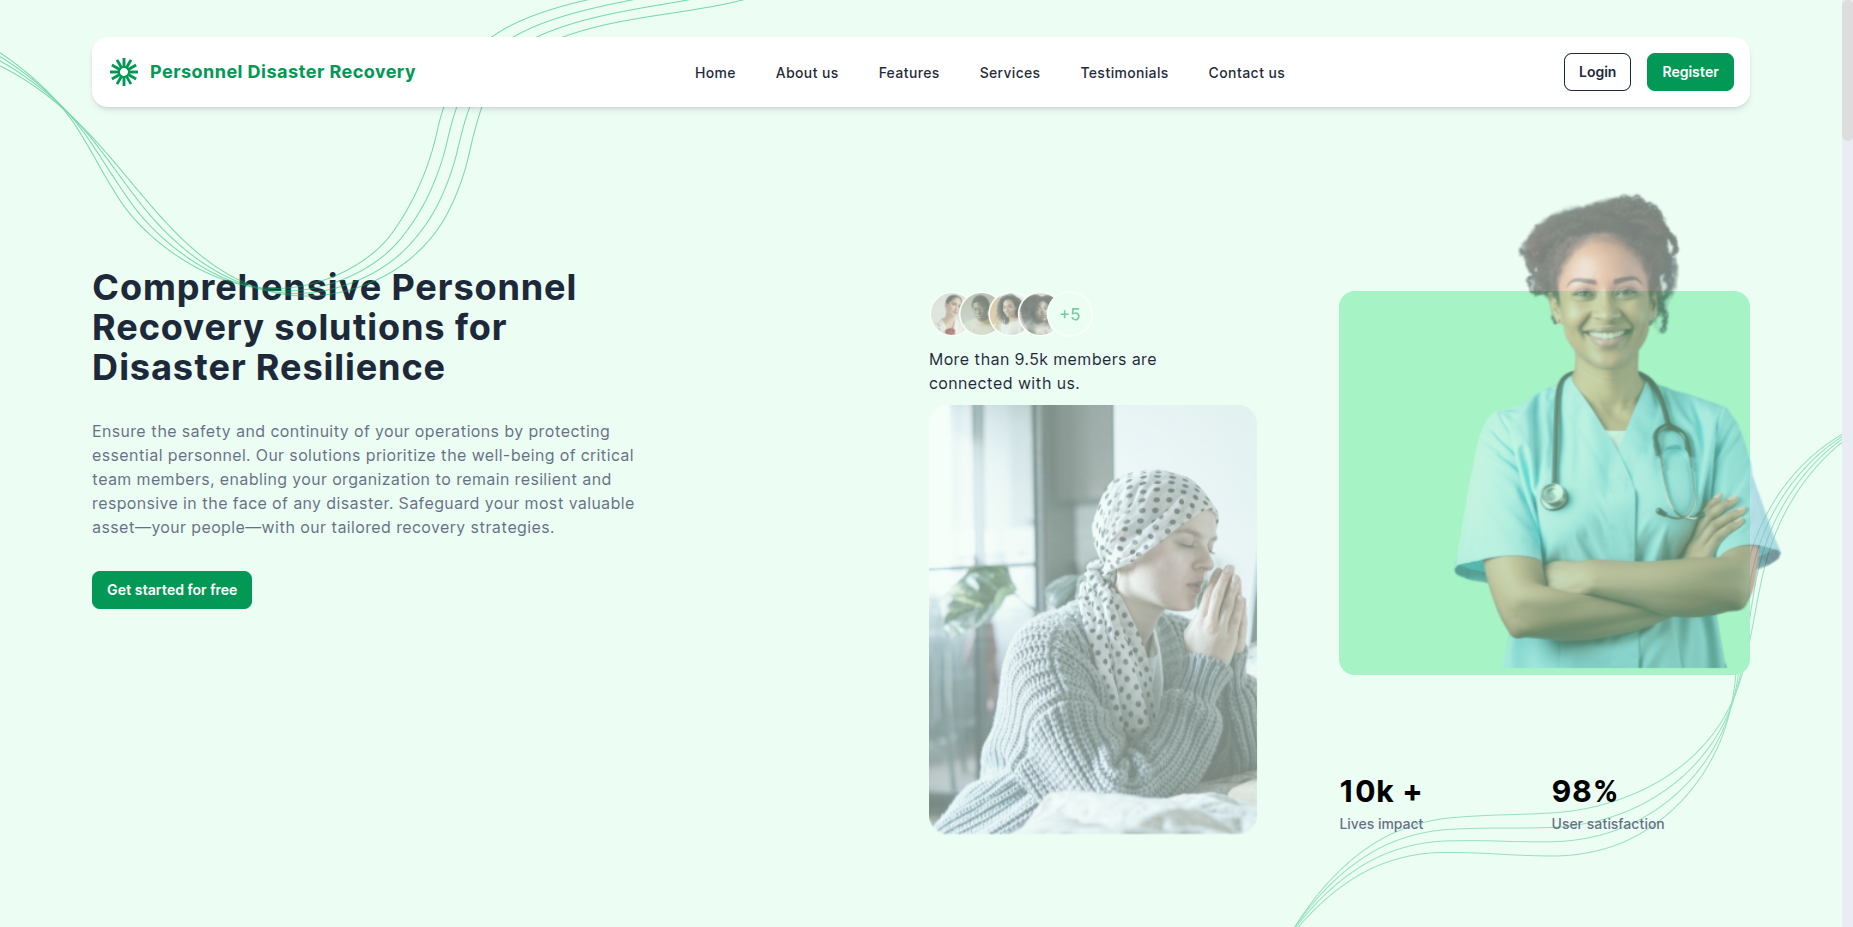 Personnel Disaster Recovery
Home
About us
Features
Services
Testimonials
Contact us
Login
Register
Comprehensive Personnel
Recovery solutions for
Disaster Resilience
Ensure the safety and continuity of your operations by protecting
essential personnel. Our solutions prioritize the well-being of critical
team members, enabling your organization to remain resilient and
responsive in the face of any disaster. Safeguard your most valuable
asset—your people—with our tailored recovery strategies.
Get started for free
+5
More than 9.5k members are
connected with us.
10k +
Lives impact
98%
User satisfaction